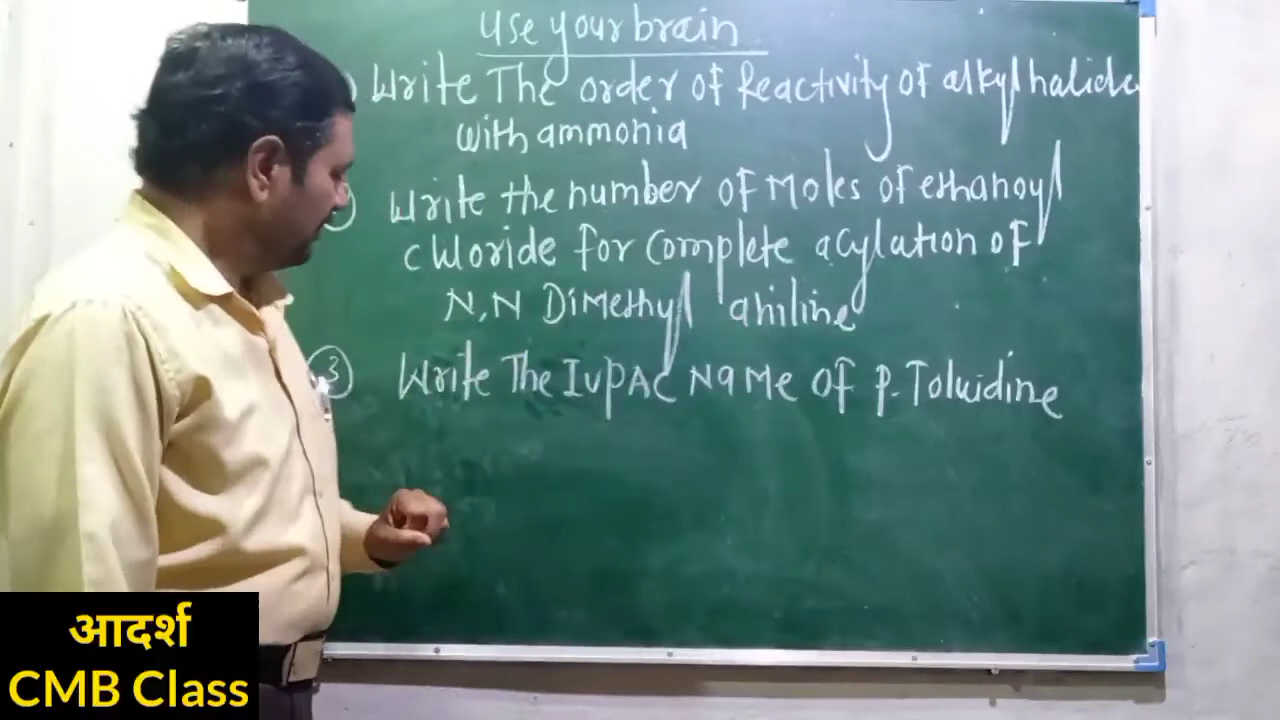 Use your brain
) Write The order of Reactivity of alkyl halide
with ammonia
) Write the number of Moles of ethanoyl
chloride for complete acylation of
N,N Dimethyl aniline
3 Write The IUPAC Name of P. Toluidine
आदर्श
CMB Class